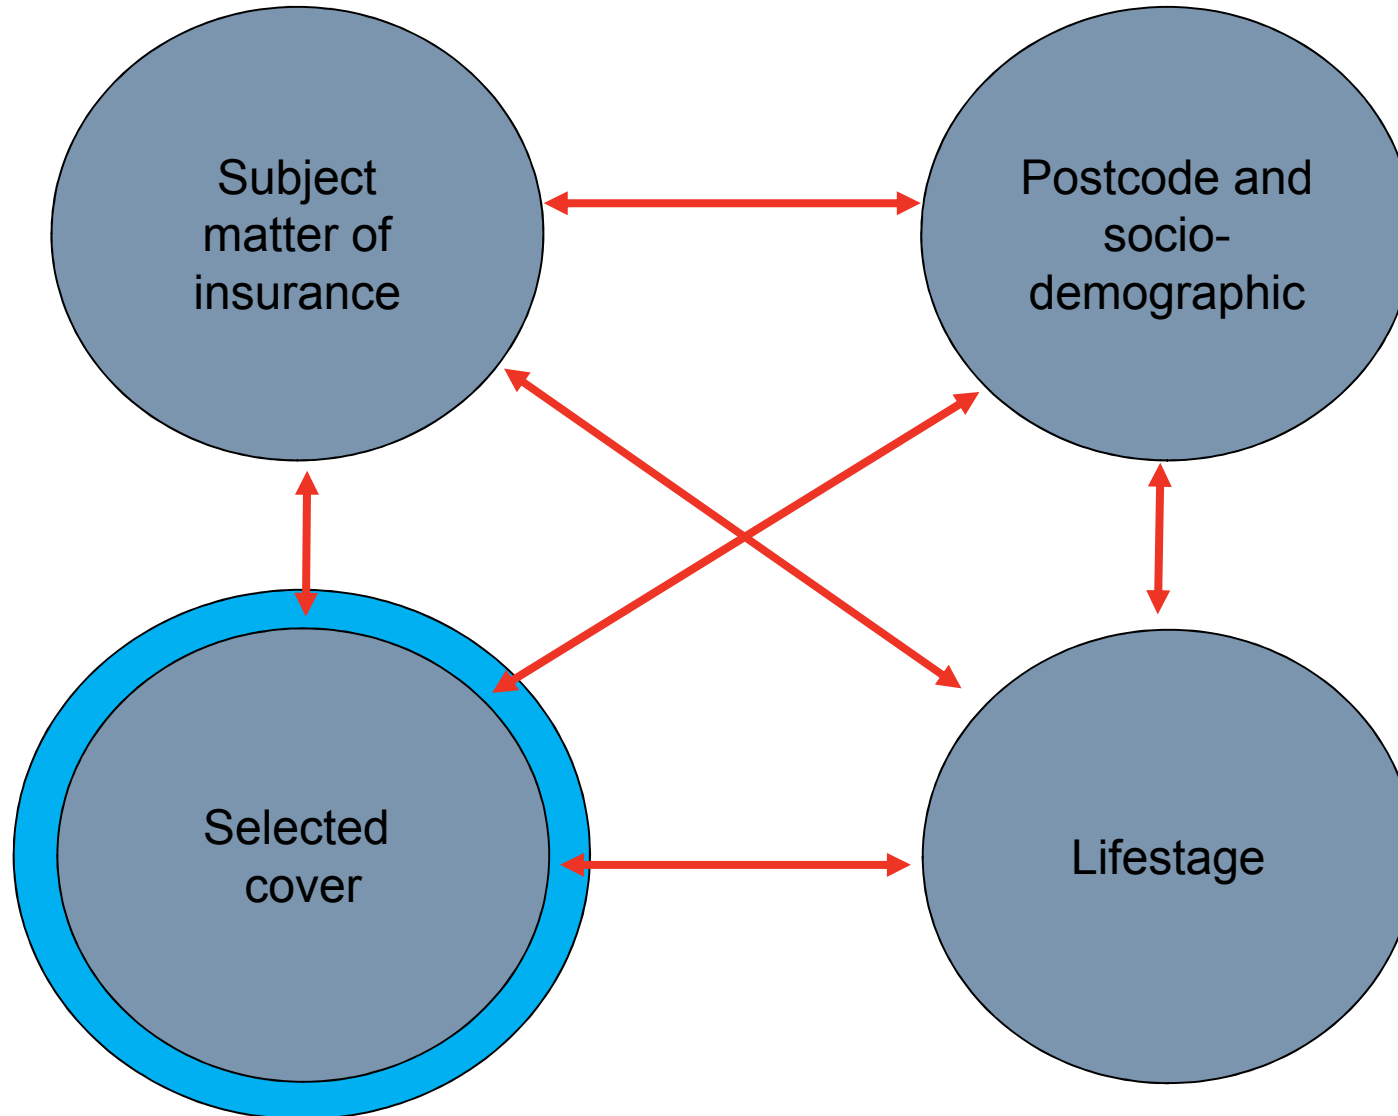 Subject
matter of
insurance
Postcode and
socio-
demographic
Selected
cover
Lifestage